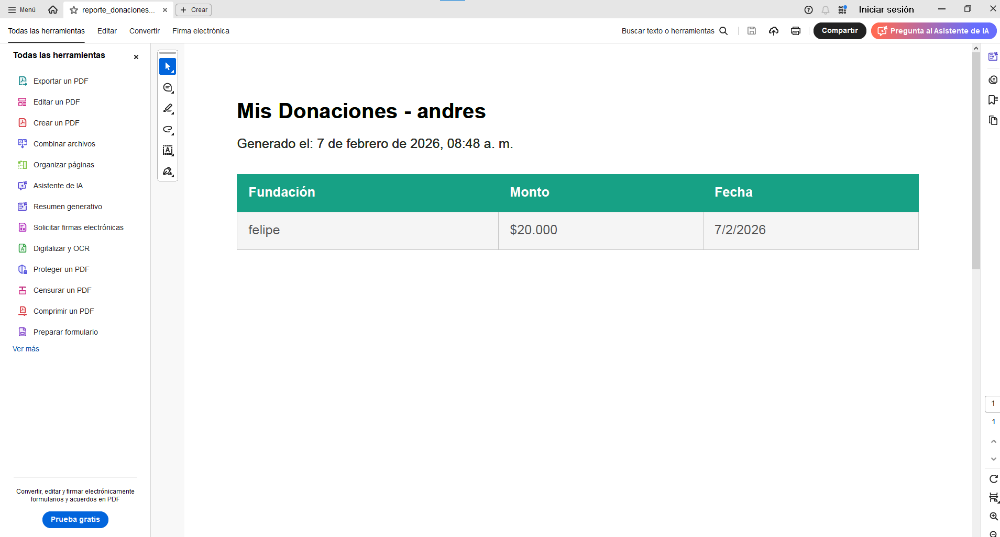 Menú
reporte_donaciones...
Crear
Iniciar sesión
Todas las herramientas
Editar
Convertir
Firma electrónica
Buscar texto o herramientas
Compartir
Pregunta al Asistente de IA
Todas las herramientas
Exportar un PDF
Editar un PDF
Crear un PDF
Combinar archivos
Organizar páginas
Asistente de IA
Resumen generativo
Solicitar firmas electrónicas
Digitalizar y OCR
Proteger un PDF
Censurar un PDF
Comprimir un PDF
Preparar formulario
Ver más
Convertir, editar y firmar electrónicamente
formularios y acuerdos en PDF
Prueba gratis
Mis Donaciones - andres
Generado el: 7 de febrero de 2026, 08:48 a. m.
Fundación Monto Fecha
felipe $20.000 7/2/2026
1
1